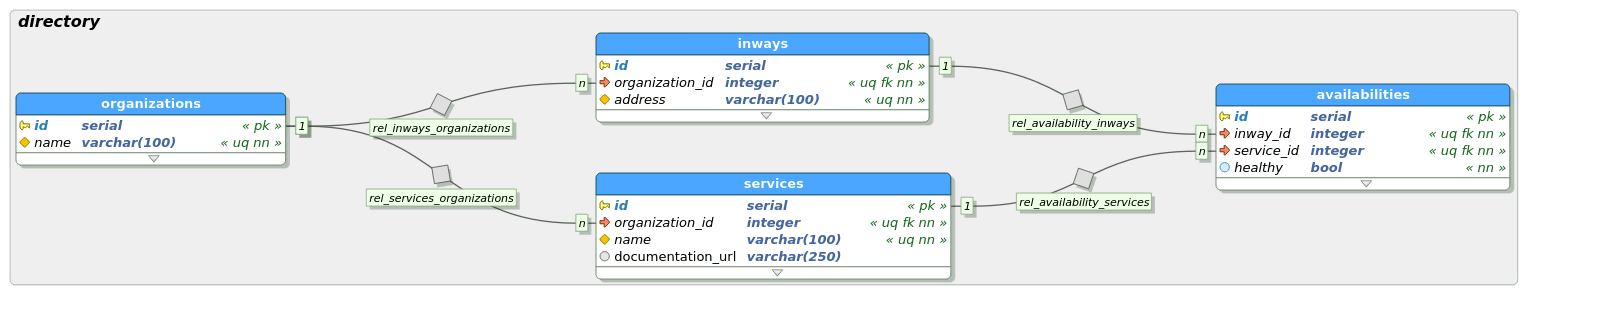 directory
organizations
id serial « pk »
name varchar(100) « uq nn »
1
rel_inways_organizations
rel_services_organizations
n
n
inways
id serial « pk »
organization_id integer « uq fk nn »
address varchar(100) « uq nn »
1
services
id serial « pk »
organization_id integer « uq fk nn »
name varchar(100) « uq nn »
documentation_url varchar(250)
1
rel_availability_inways
rel_availability_services
n
n
availabilities
id serial « pk »
inway_id integer « uq fk nn »
service_id integer « uq fk nn »
healthy bool « nn »